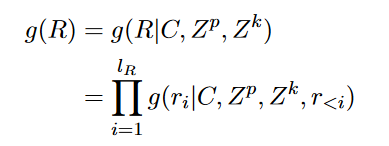 g(R) = g(R|C, Z^p, Z^k)
= ∏_{i=1}^{l_R} g(r_i|C, Z^p, Z^k, r_{<i})